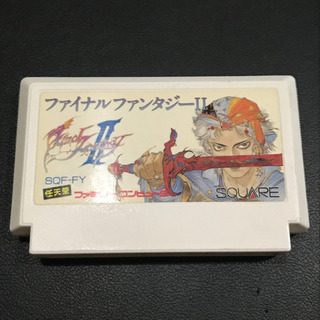 ファイナルファンタジーII
FINAL FANTASY II
SQF-FY
SQUARE
任天堂
ファミリーコンピュータ